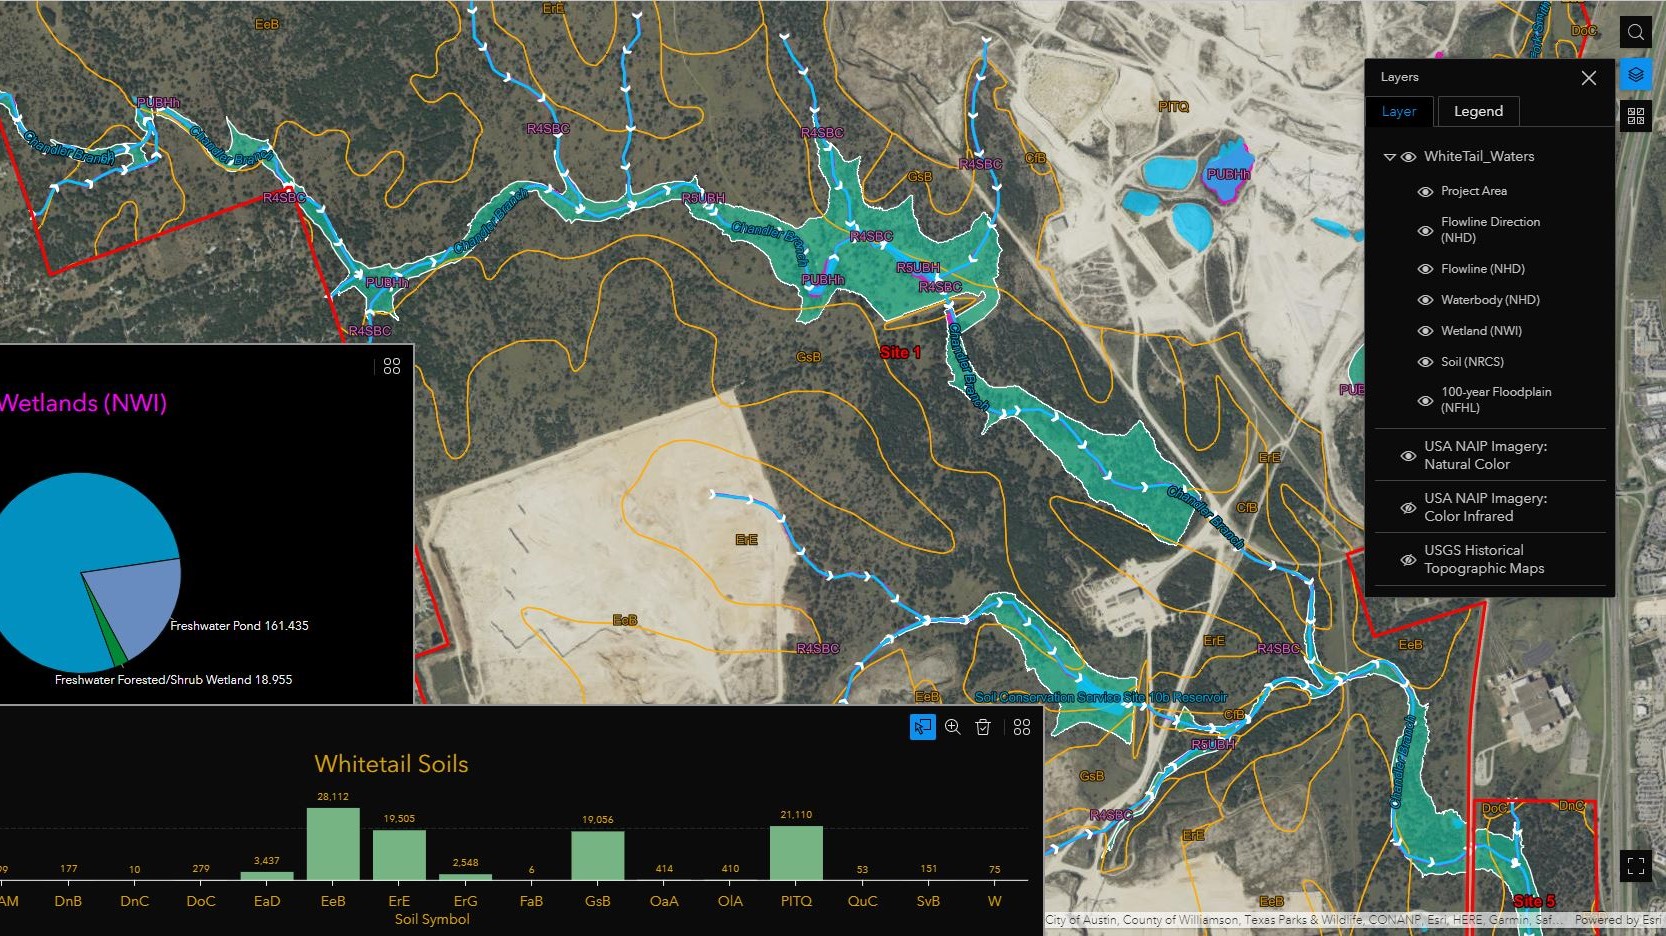 EeB
ErE
DoC
PUBHh
Chandler Branch
Chandler Branch
R4SBC
R4SBC
R4SBC
PITQ
R4SBC
CfB
GsB
PUBHh
R4SBC
R5UBH
Chandler Branch
Chandler Branch
R4SBC
R5UBH
R4SBC
PUBHh
PUBHh
R4SBC
GsB
Site 1
Chandler Branch
ErE
CfB
Chandler Branch
ErE
EeB
R4SBC
ErE
R4SBC
EeB
EeB
Soil Conservation Service Site 10b Reservoir
CfB
R5UBH
GsB
R4SBC
ErE
Chandler Branch
DoC
DnC
EeB
Site 5
Layers
Layer
Legend
WhiteTail_Waters
Project Area
Flowline Direction
(NHD)
Flowline (NHD)
Waterbody (NHD)
Wetland (NWI)
Soil (NRCS)
100-year Floodplain
(NFHL)
USA NAIP Imagery:
Natural Color
USA NAIP Imagery:
Color Infrared
USGS Historical
Topographic Maps
Wetlands (NWI)
Freshwater Pond 161.435
Freshwater Forested/Shrub Wetland 18.955
Whitetail Soils
177 10 279 3,437 28,112 19,505 2,548 6 19,056 414 410 21,110 53 151 75
AM DnB DnC DoC EaD EeB ErE ErG FaB GsB OaA OlA PITQ QuC SvB W
Soil Symbol
City of Austin, County of Williamson, Texas Parks & Wildlife, CONANP, Esri, HERE, Garmin, Saf... Powered by Esri